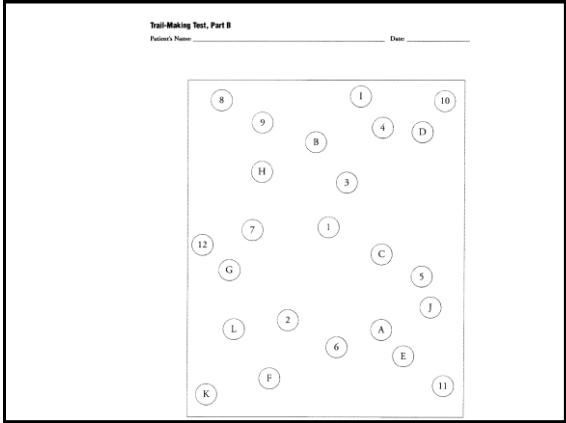 Trail-Making Test, Part B
Patient's Name: Date:
8 I 10
9 4 D
B
H 3
7 1
12 C
G 5
J
L 2 A
6 E
F 11
K